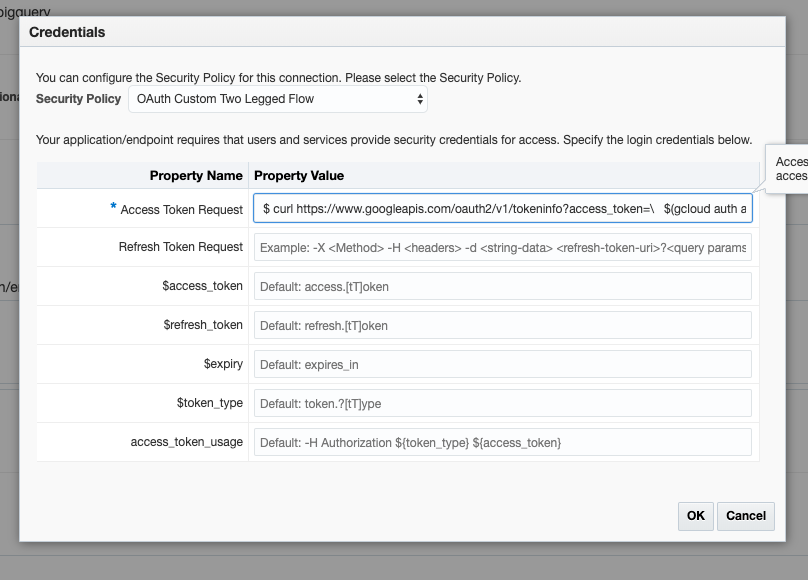 bigquery
Credentials
You can configure the Security Policy for this connection. Please select the Security Policy.
Security Policy OAuth Custom Two Legged Flow
Your application/endpoint requires that users and services provide security credentials for access. Specify the login credentials below.
Property Name Property Value
* Access Token Request $ curl https://www.googleapis.com/oauth2/v1/tokeninfo?access_token=\ $(gcloud auth a
Refresh Token Request Example: -X <Method> -H <headers> -d <string-data> <refresh-token-uri>?<query params
$access_token Default: access.[tT]oken
$refresh_token Default: refresh.[tT]oken
$expiry Default: expires_in
$token_type Default: token.?[tT]ype
access_token_usage Default: -H Authorization ${token_type} ${access_token}
OK Cancel
Acces
acces